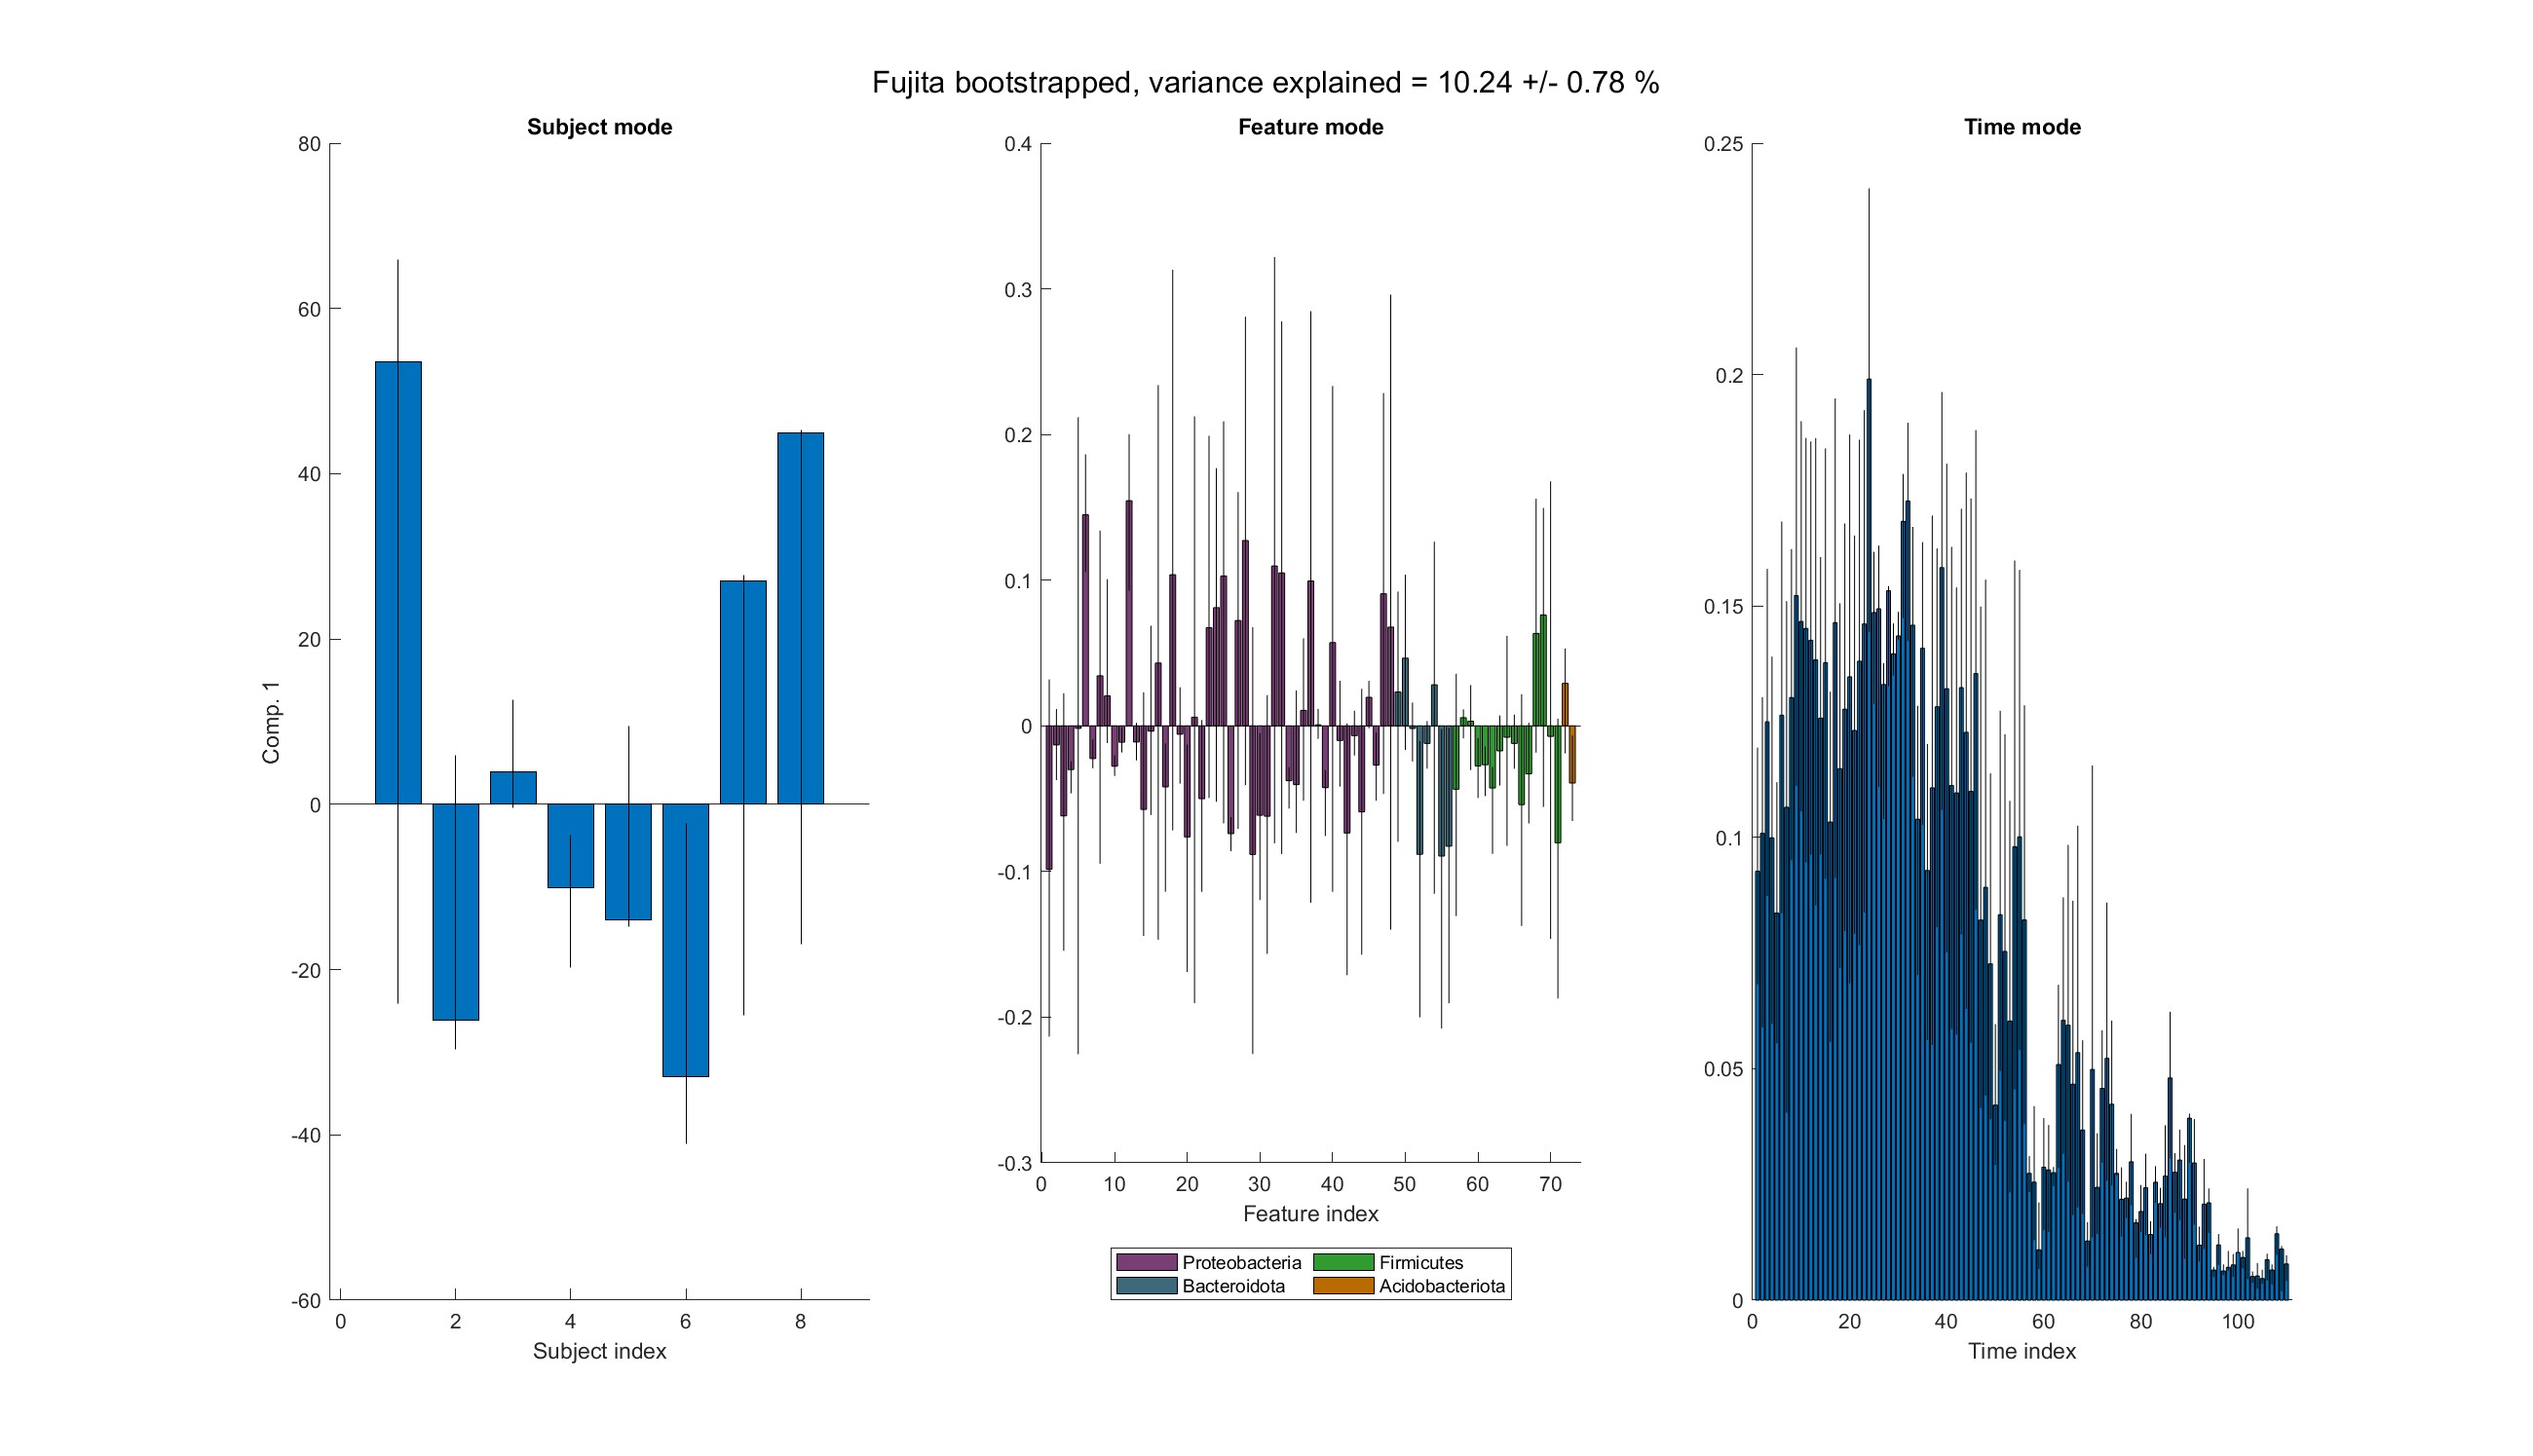 Fujita bootstrapped, variance explained = 10.24 +/- 0.78 %
Subject mode
80
60
40
20
0
-20
-40
-60
Comp. 1
0 2 4 6 8
Subject index
Feature mode
0.4
0.3
0.2
0.1
0
-0.1
-0.2
-0.3
0 10 20 30 40 50 60 70
Feature index
Proteobacteria Firmicutes
Bacteroidota Acidobacteriota
Time mode
0.25
0.2
0.15
0.1
0.05
0
0 20 40 60 80 100
Time index